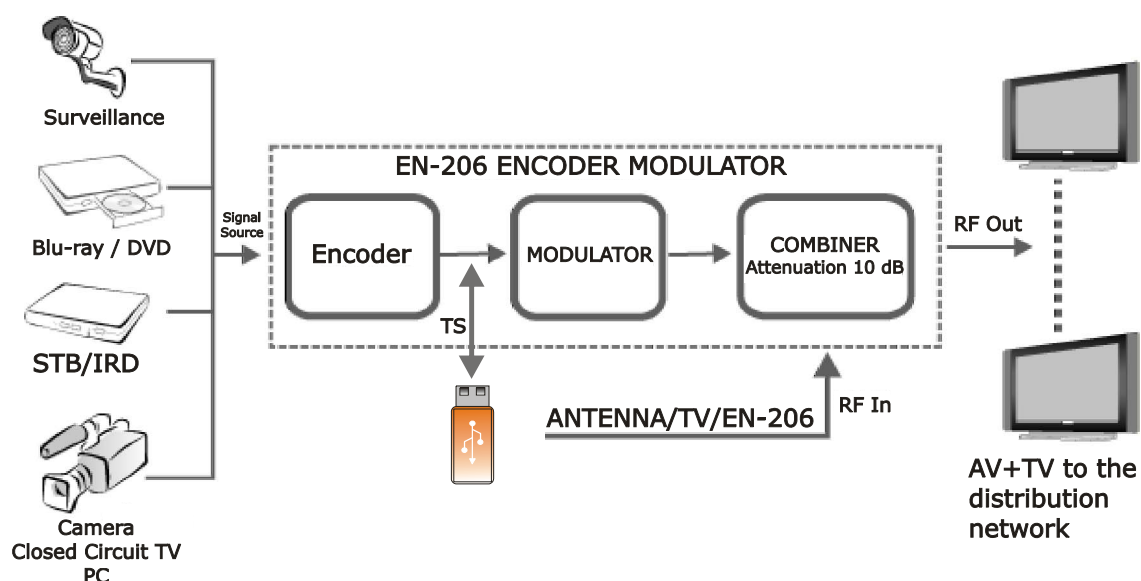 Surveillance
Blu-ray / DVD
STB/IRD
Camera
Closed Circuit TV
PC
Signal
Source
EN-206 ENCODER MODULATOR
Encoder
TS
MODULATOR
COMBINER
Attenuation 10 dB
ANTENNA/TV/EN-206
RF In
RF Out
AV+TV to the
distribution
network